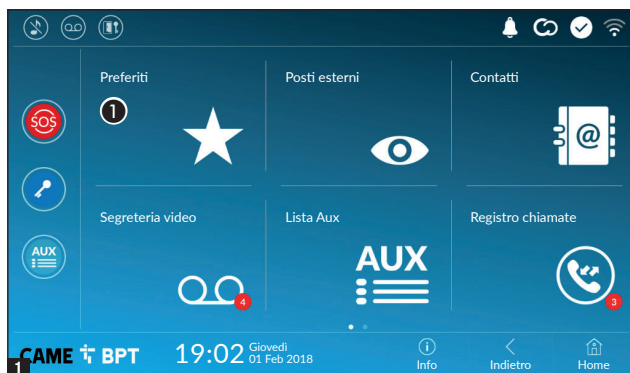 Preferiti
Posti esterni
Contatti
1
SOS
@
Segreteria video
Lista Aux
Registro chiamate
AUX
AUX
4
3
CAME BPT
19:02
Giovedì
01 Feb 2018
i
Info
Indietro
Home
1